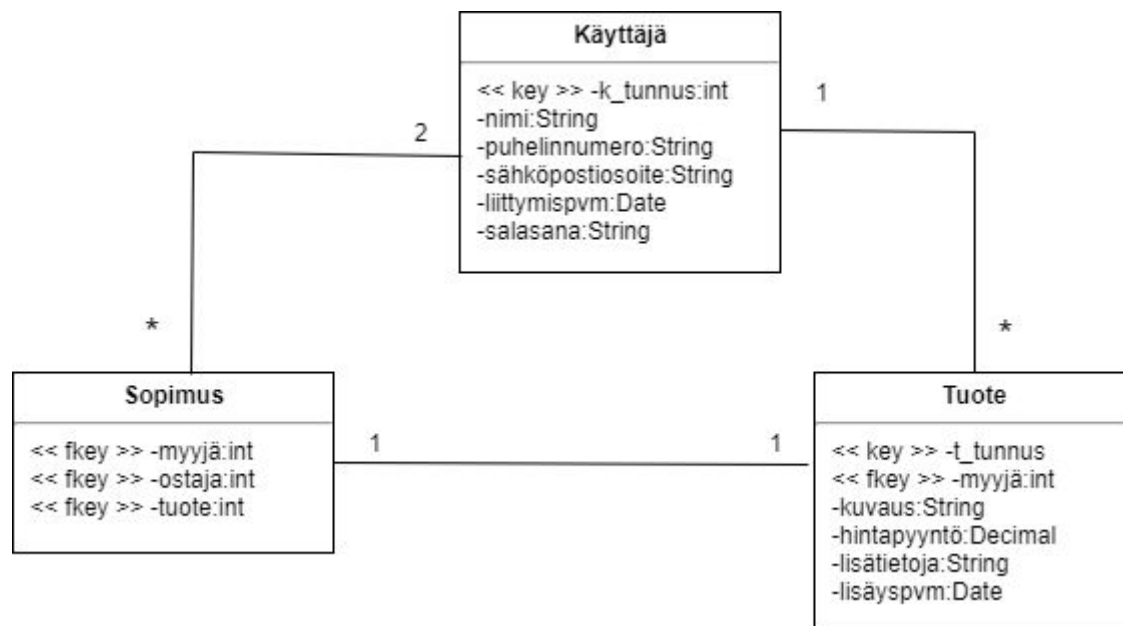 Käyttäjä
<< key >> -k_tunnus:int
-nimi:String
-puhelinnumero:String
-sähköpostiosoite:String
-liittymispvm:Date
-salasana:String
1
2
*
*
Sopimus
<< fkey >> -myyjä:int
<< fkey >> -ostaja:int
<< fkey >> -tuote:int
1
1
Tuote
<< key >> -t_tunnus
<< fkey >> -myyjä:int
-kuvaus:String
-hintapyyntö:Decimal
-lisätietoja:String
-lisäyspvm:Date